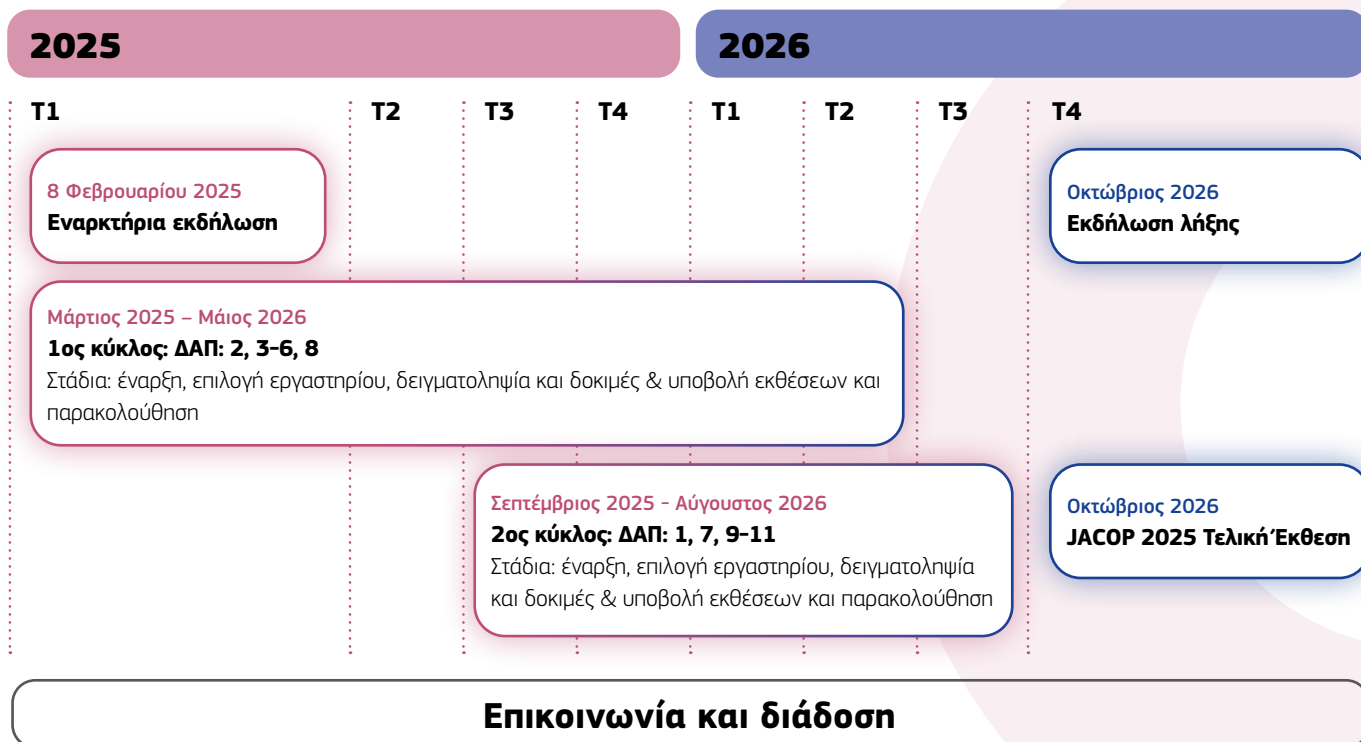 2025
2026
T1
T2
T3
T4
T1
T2
T3
T4
8 Φεβρουαρίου 2025
Εναρκτήρια εκδήλωση
Οκτώβριος 2026
Εκδήλωση λήξης
Μάρτιος 2025 – Μάιος 2026
1ος κύκλος: ΔΑΠ: 2, 3-6, 8
Στάδια: έναρξη, επιλογή εργαστηρίου, δειγματοληψία και δοκιμές & υποβολή εκθέσεων και
παρακολούθηση
Σεπτέμβριος 2025 - Αύγουστος 2026
2ος κύκλος: ΔΑΠ: 1, 7, 9-11
Στάδια: έναρξη, επιλογή εργαστηρίου, δειγματοληψία
και δοκιμές & υποβολή εκθέσεων και παρακολούθηση
Οκτώβριος 2026
JACOP 2025 Τελική Έκθεση
Επικοινωνία και διάδοση